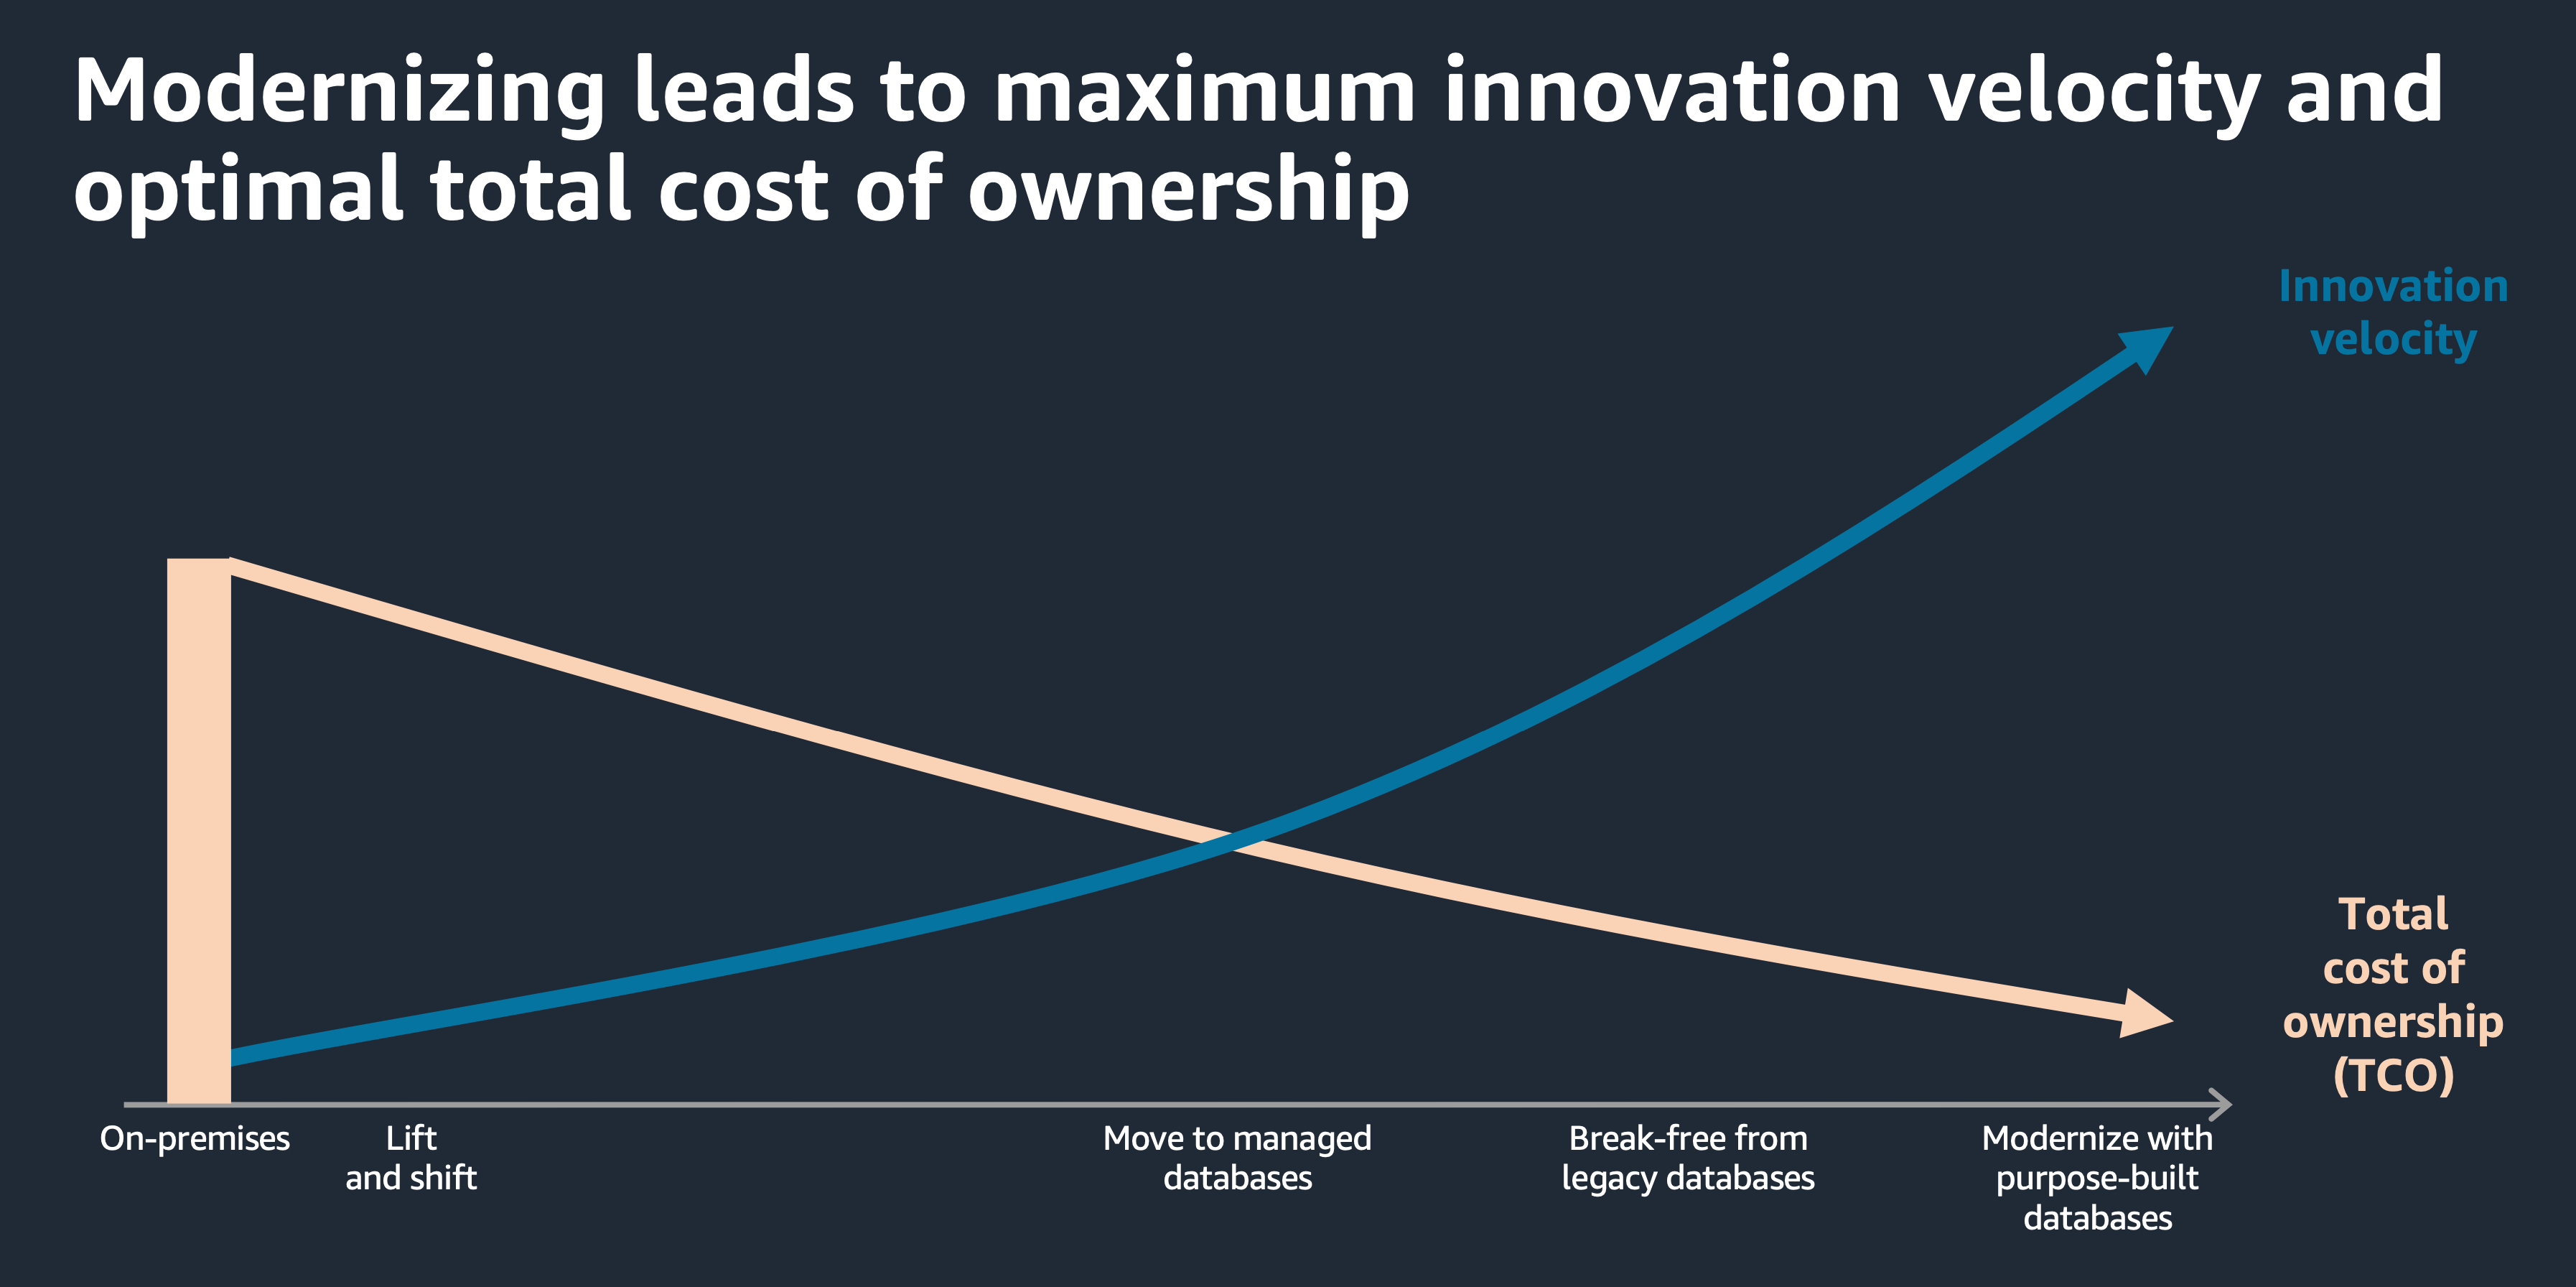 Modernizing leads to maximum innovation velocity and
optimal total cost of ownership
Innovation
velocity
Total
cost of
ownership
(TCO)
On-premises
Lift
and shift
Move to managed
databases
Break-free from
legacy databases
Modernize with
purpose-built
databases